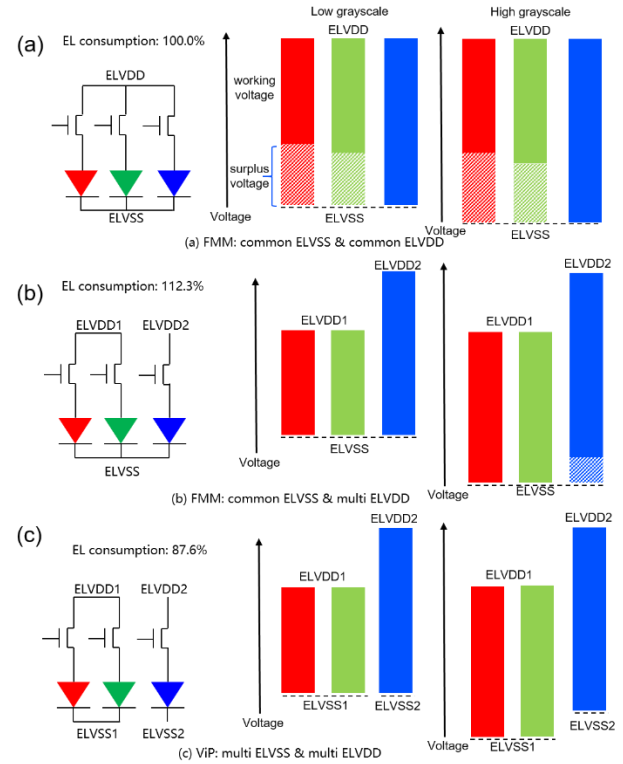 (a)
EL consumption: 100.0%
ELVDD
ELVSS
Low grayscale
ELVDD
working
voltage
surplus
voltage
Voltage
ELVSS
High grayscale
ELVDD
ELVSS
(a) FMM: common ELVSS & common ELVDD
(b)
EL consumption: 112.3%
ELVDD1
ELVDD2
ELVSS
ELVDD2
ELVDD1
Voltage
ELVSS
ELVDD2
ELVDD1
Voltage
ELVSS
(b) FMM: common ELVSS & multi ELVDD
(c)
EL consumption: 87.6%
ELVDD1
ELVDD2
ELVSS1
ELVSS2
ELVDD2
ELVDD1
Voltage
ELVSS1
ELVSS2
ELVDD2
ELVDD1
Voltage
ELVSS1
ELVSS2
(c) ViP: multi ELVSS & multi ELVDD